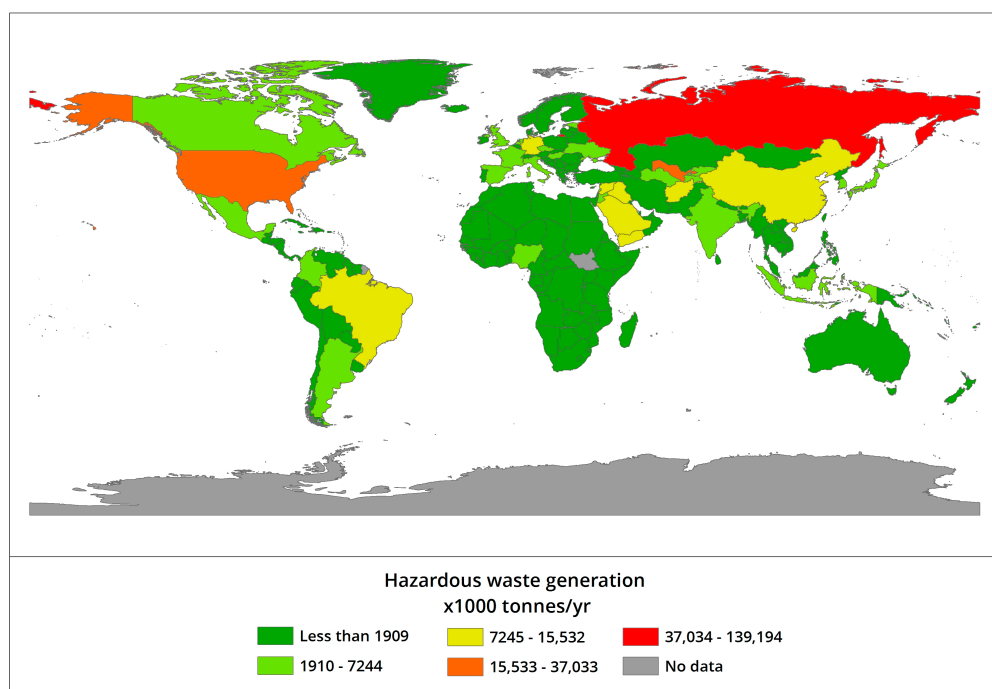 Hazardous waste generation
x1000 tonnes/yr
Less than 1909
7245 - 15,532
37,034 - 139,194
1910 - 7244
15,533 - 37,033
No data